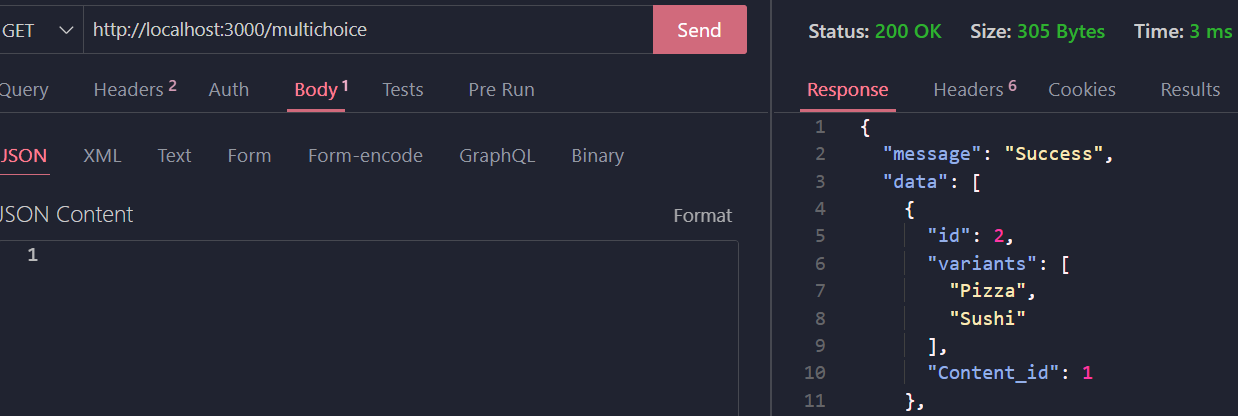 GET http://localhost:3000/multichoice Send
Query Headers 2 Auth Body 1 Tests Pre Run
JSON XML Text Form Form-encode GraphQL Binary
JSON Content Format
1
Status: 200 OK Size: 305 Bytes Time: 3 ms
Response Headers 6 Cookies Results
1 {
2 "message": "Success",
3 "data": [
4 {
5 "id": 2,
6 "variants": [
7 "Pizza",
8 "Sushi"
9 ],
10 "Content_id": 1
11 },